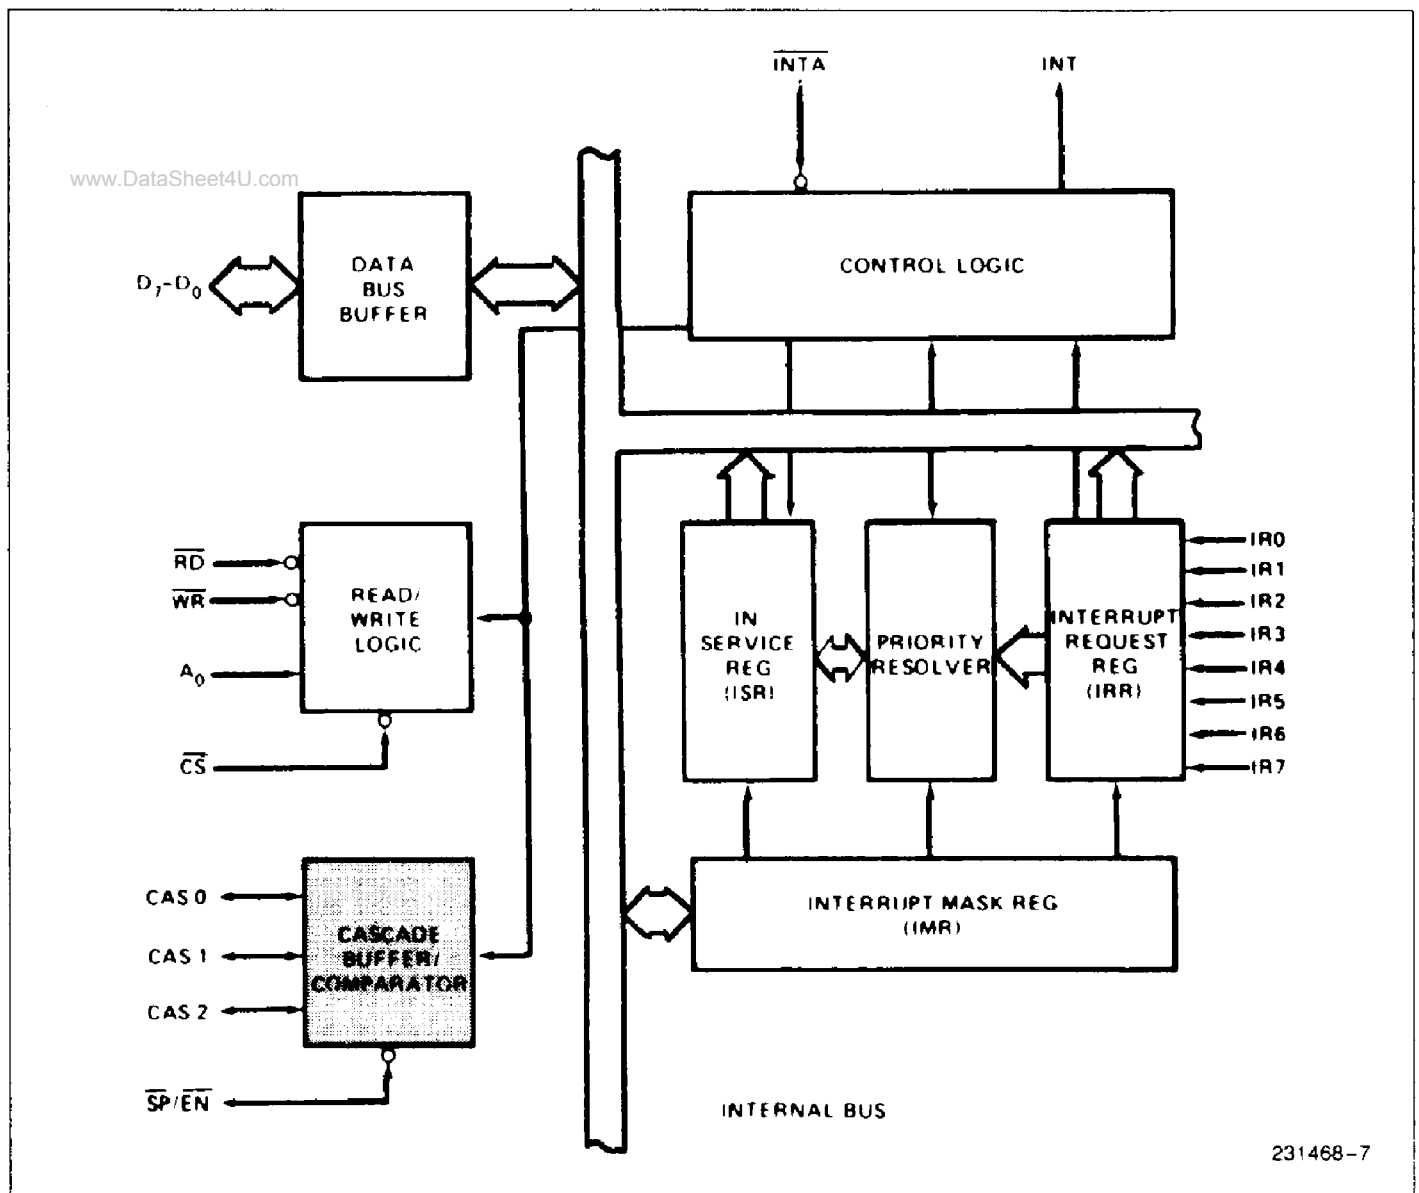 INTA
INT
www.DataSheet4U.com
D7-D0
DATA
BUS
BUFFER
CONTROL LOGIC
RD
WR
A0
CS
READ/
WRITE
LOGIC
IN
SERVICE
REG
(ISR)
PRIORITY
RESOLVER
INTERRUPT
REQUEST
REG
(IRR)
IR0
IR1
IR2
IR3
IR4
IR5
IR6
IR7
CAS 0
CAS 1
CAS 2
SP/EN
CASCADE
BUFFER/
COMPARATOR
INTERRUPT MASK REG
(IMR)
INTERNAL BUS
231468-7